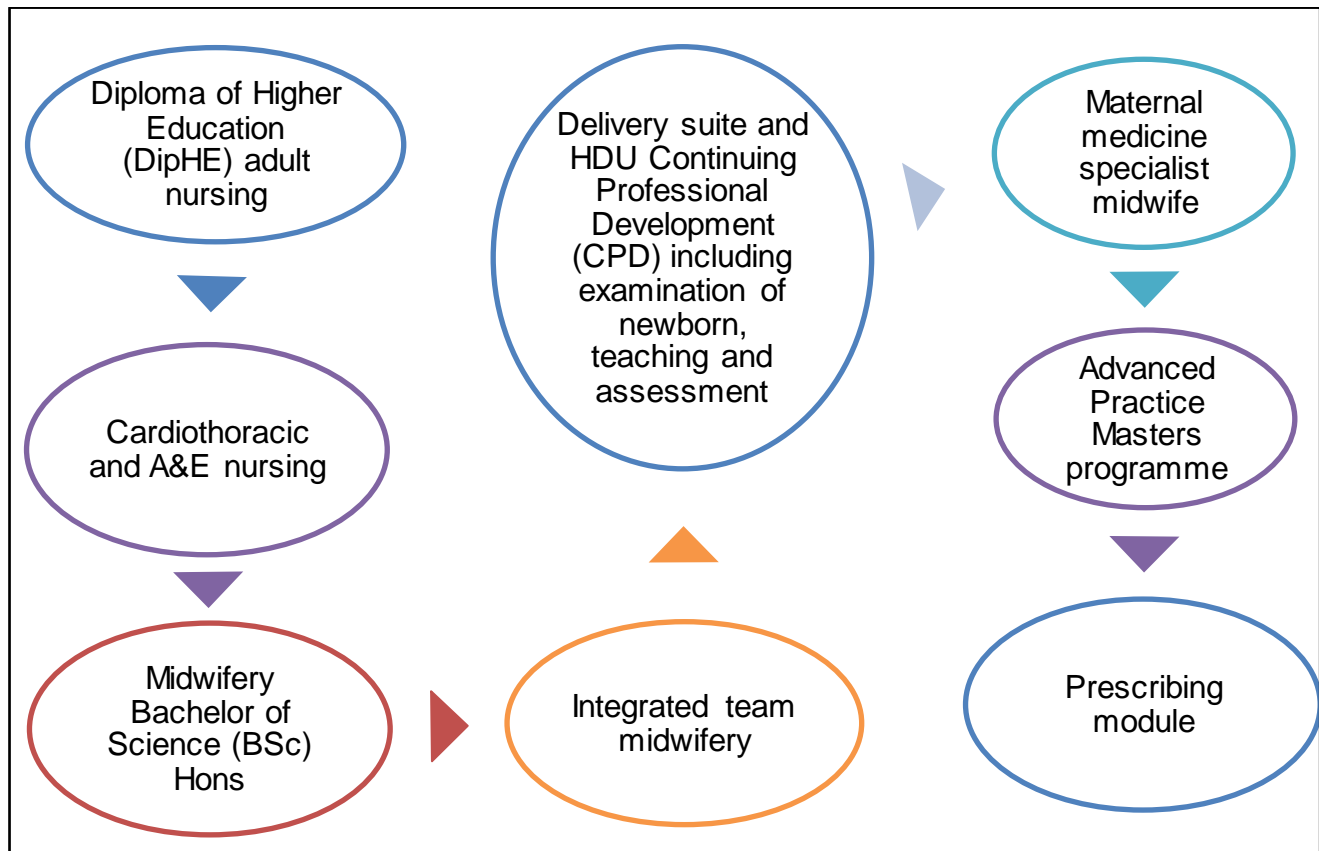 Diploma of Higher
Education
(DipHE) adult
nursing
Cardiothoracic
and A&E nursing
Midwifery
Bachelor of
Science (BSc)
Hons
Integrated team
midwifery
Delivery suite and
HDU Continuing
Professional
Development
(CPD) including
examination of
newborn,
teaching and
assessment
Maternal
medicine
specialist
midwife
Advanced
Practice
Masters
programme
Prescribing
module